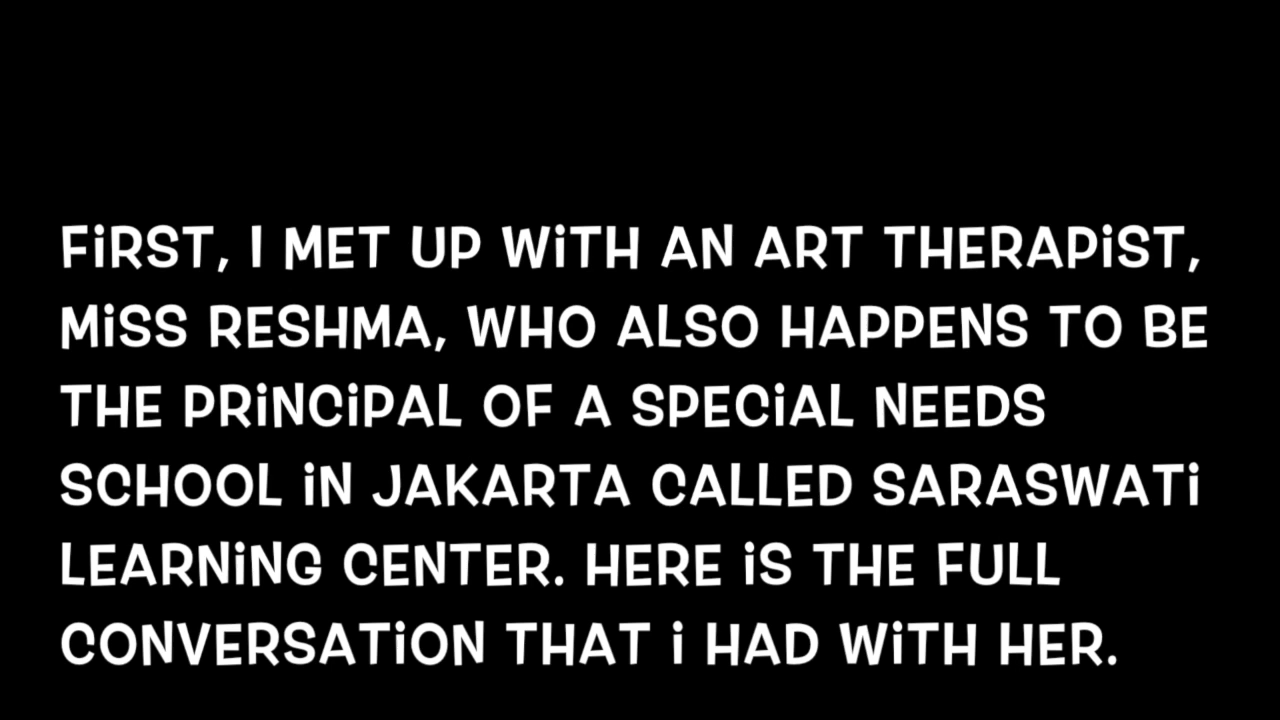 FiRST, I MET UP WiTH AN ART THERAPiST,
MiSS RESHMA, WHO ALSO HAPPENS TO BE
THE PRiNCiPAL OF A SPECiAL NEEDS
SCHOOL iN JAKARTA CALLED SARASWATi
LEARNiNG CENTER. HERE iS THE FULL
CONVERSATiON THAT i HAD WiTH HER.